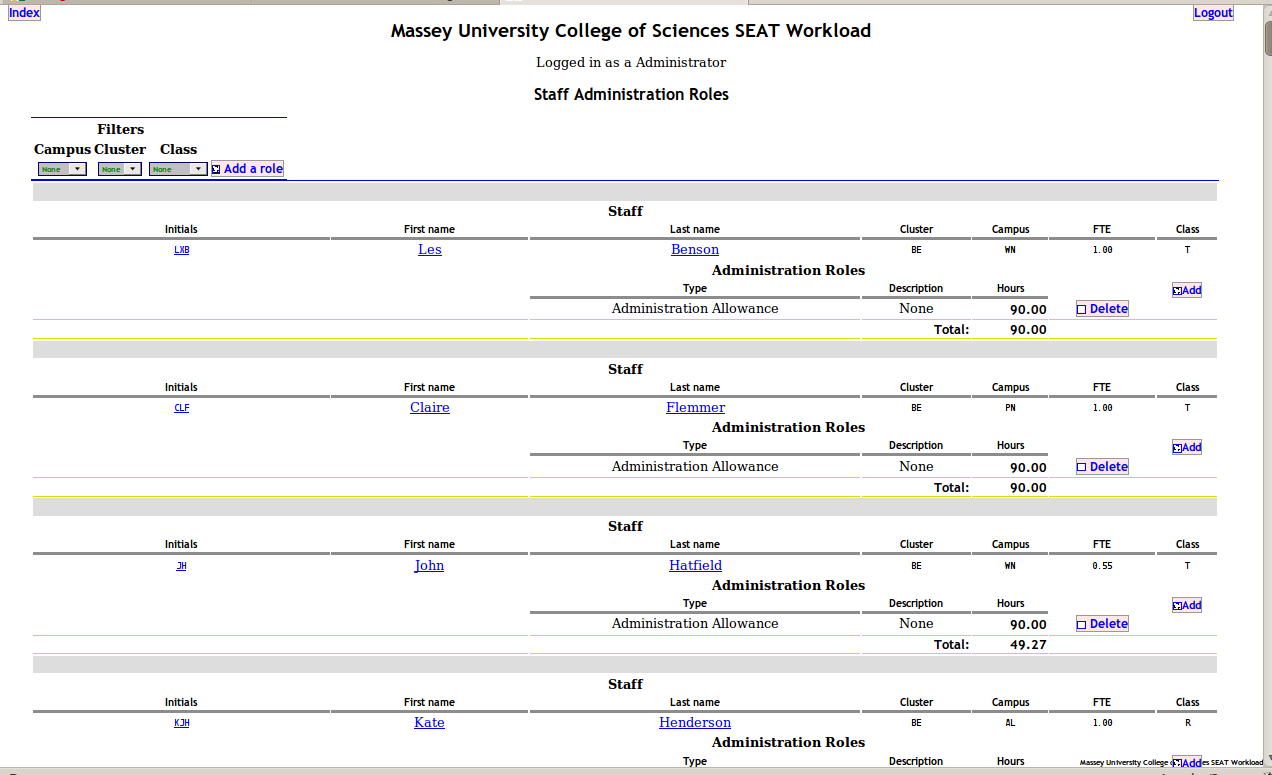 Index Logout
Massey University College of Sciences SEAT Workload
Logged in as a Administrator
Staff Administration Roles
Filters
Campus Cluster Class
None None None Add a role
Staff
Initials First name Last name Cluster Campus FTE Class
LXB Les Benson BE WN 1.00 T
Administration Roles
Type Description Hours Add
Administration Allowance None 90.00 Delete
Total: 90.00
Staff
Initials First name Last name Cluster Campus FTE Class
CLF Claire Flemmer BE PN 1.00 T
Administration Roles
Type Description Hours Add
Administration Allowance None 90.00 Delete
Total: 90.00
Staff
Initials First name Last name Cluster Campus FTE Class
JH John Hatfield BE WN 0.55 T
Administration Roles
Type Description Hours Add
Administration Allowance None 90.00 Delete
Total: 49.27
Staff
Initials First name Last name Cluster Campus FTE Class
KJH Kate Henderson BE AL 1.00 R
Administration Roles
Type Description Hours Add
Massey University College es SEAT Workload